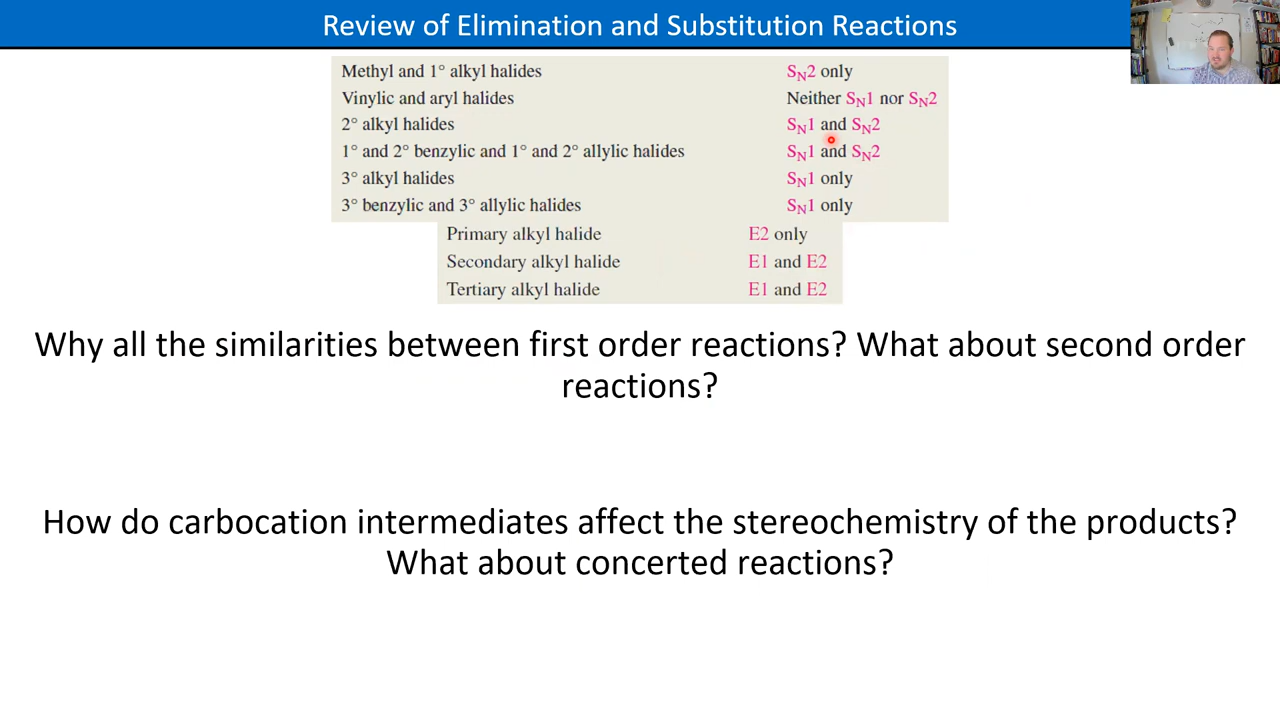 Review of Elimination and Substitution Reactions
Methyl and 1° alkyl halides SN2 only
Vinylic and aryl halides Neither SN1 nor SN2
2° alkyl halides SN1 and SN2
1° and 2° benzylic and 1° and 2° allylic halides SN1 and SN2
3° alkyl halides SN1 only
3° benzylic and 3° allylic halides SN1 only
Primary alkyl halide E2 only
Secondary alkyl halide E1 and E2
Tertiary alkyl halide E1 and E2
Why all the similarities between first order reactions? What about second order
reactions?
How do carbocation intermediates affect the stereochemistry of the products?
What about concerted reactions?